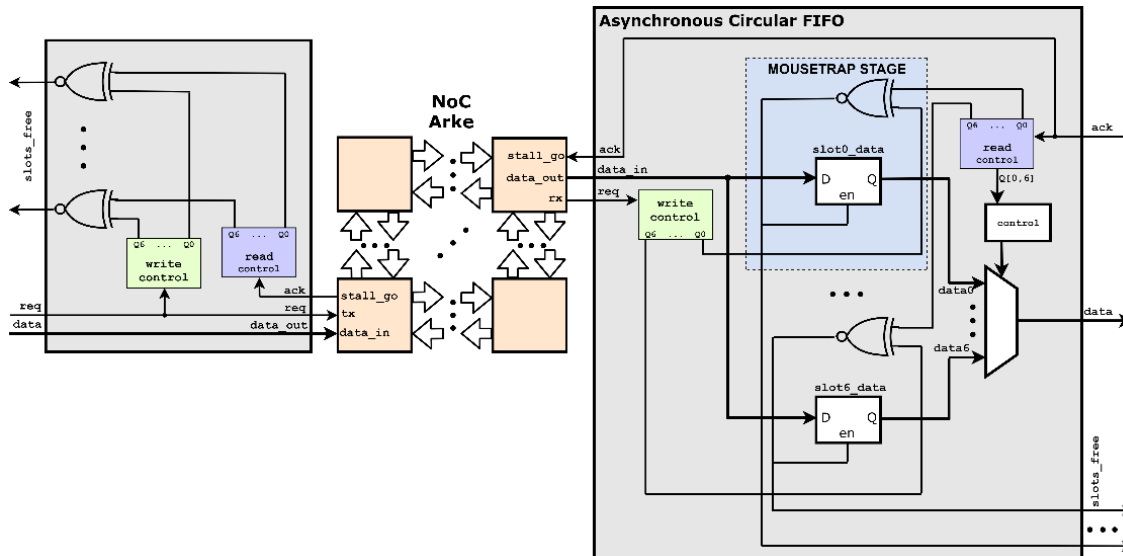 Asynchronous Circular FIFO
MOUSETRAP STAGE
NoC
Arke
slots_free
Q6 ... Q0
write
control
Q6 ... Q0
read
control
ack
req
req
data
data_out
stall_go
tx
data_in
stall_go
data_out
rx
ack
data_in
req
write
control
Q6 ... Q0
slot0_data
D
Q
en
Q6 ... Q0
read
control
ack
Q[0,6]
control
data0
data6
data
slot6_data
D
Q
en
slots_free